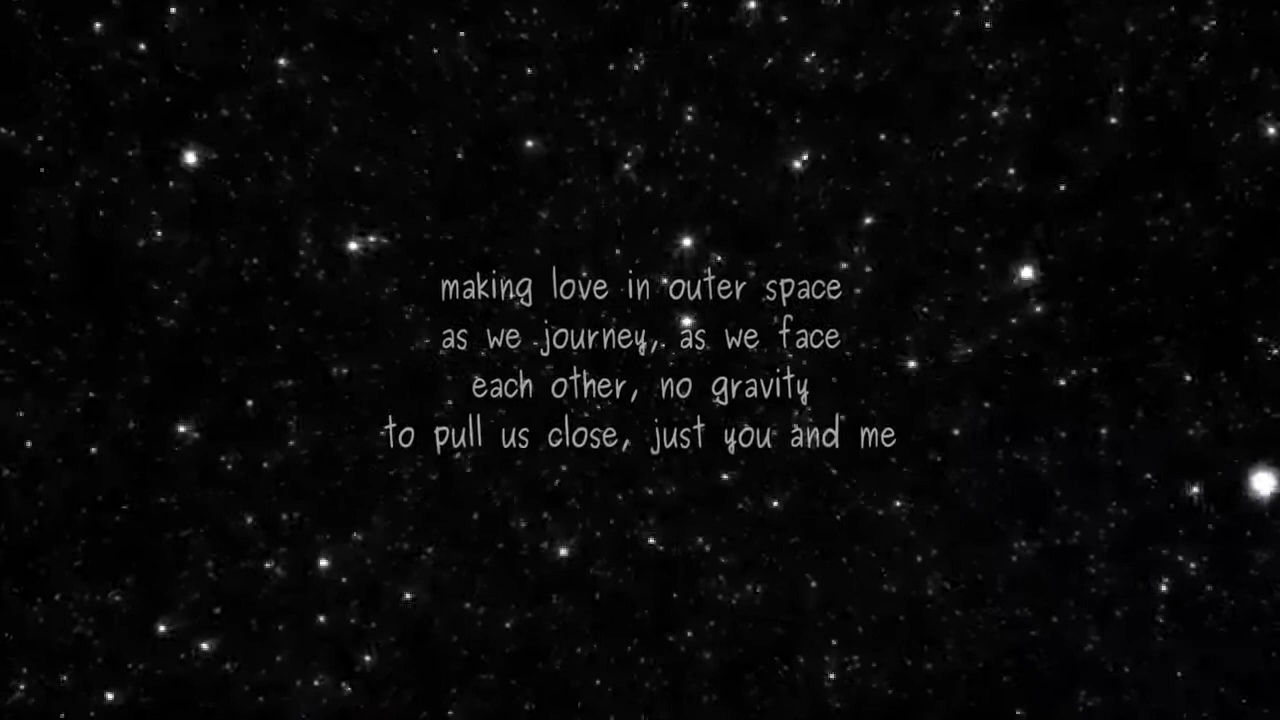 making love in outer space
as we journey, as we face
each other, no gravity
to pull us close, just you and me